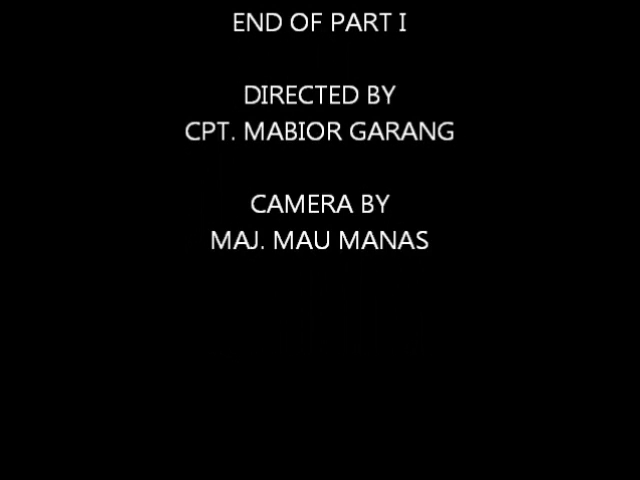 END OF PART I
DIRECTED BY
CPT. MABIOR GARANG
CAMERA BY
MAJ. MAU MANAS